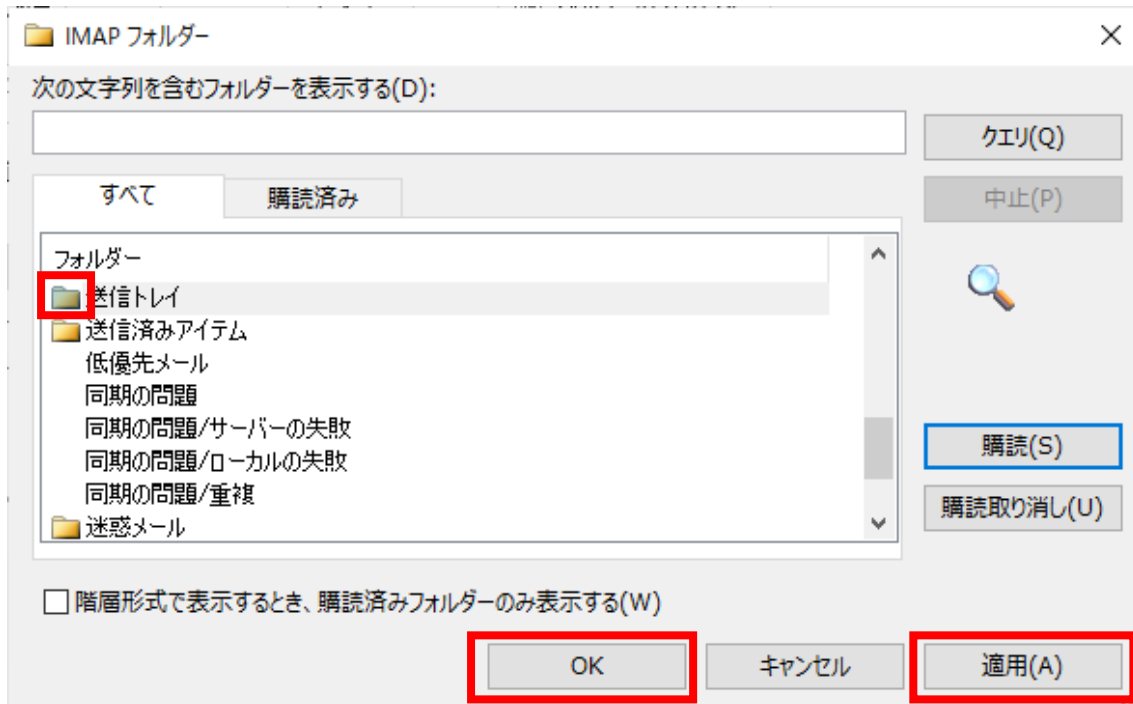 IMAP フォルダー
次の文字列を含むフォルダーを表示する(D):
クエリ(Q)
すべて
購読済み
中止(P)
フォルダー
送信トレイ
送信済みアイテム
低優先メール
同期の問題
同期の問題/サーバーの失敗
同期の問題/ローカルの失敗
同期の問題/重複
迷惑メール
購読(S)
購読取り消し(U)
階層形式で表示するとき、購読済みフォルダーのみ表示する(W)
OK
キャンセル
適用(A)